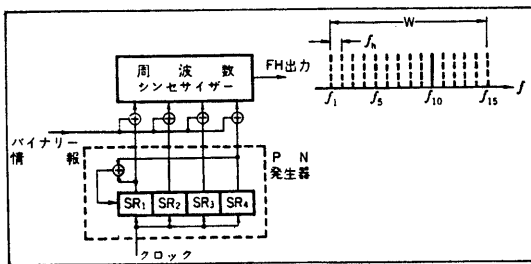 周波数
シンセサイザー
FH出力
W
f_h
f_1 f_5 f_10 f_15
f
バイナリー
情報
PN
発生器
SR_1 SR_2 SR_3 SR_4
クロック